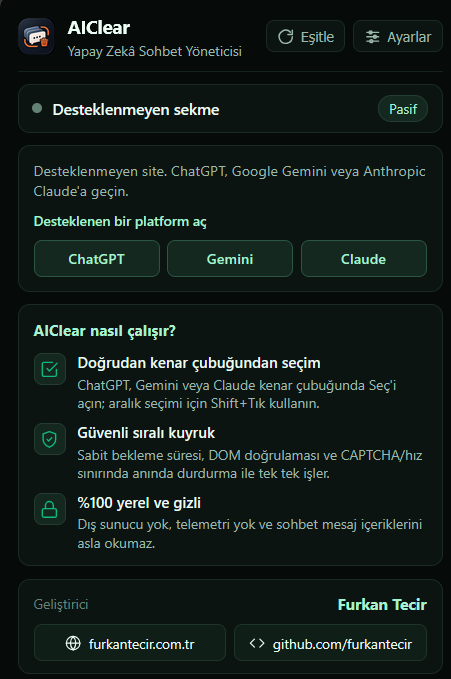 AIClear
Yapay Zekâ Sohbet Yöneticisi
Eşitle
Ayarlar
Desteklenmeyen sekme
Pasif
Desteklenmeyen site. ChatGPT, Google Gemini veya Anthropic
Claude'a geçin.
Desteklenen bir platform aç
ChatGPT
Gemini
Claude
AIClear nasıl çalışır?
Doğrudan kenar çubuğundan seçim
ChatGPT, Gemini veya Claude kenar çubuğunda Seç'i
açın; aralık seçimi için Shift+Tık kullanın.
Güvenli sıralı kuyruk
Sabit bekleme süresi, DOM doğrulaması ve CAPTCHA/hız
sınırında anında durdurma ile tek tek işler.
%100 yerel ve gizli
Dış sunucu yok, telemetri yok ve sohbet mesaj içeriklerini
asla okumaz.
Geliştirici
Furkan Tecir
furkantecir.com.tr
github.com/furkantecir